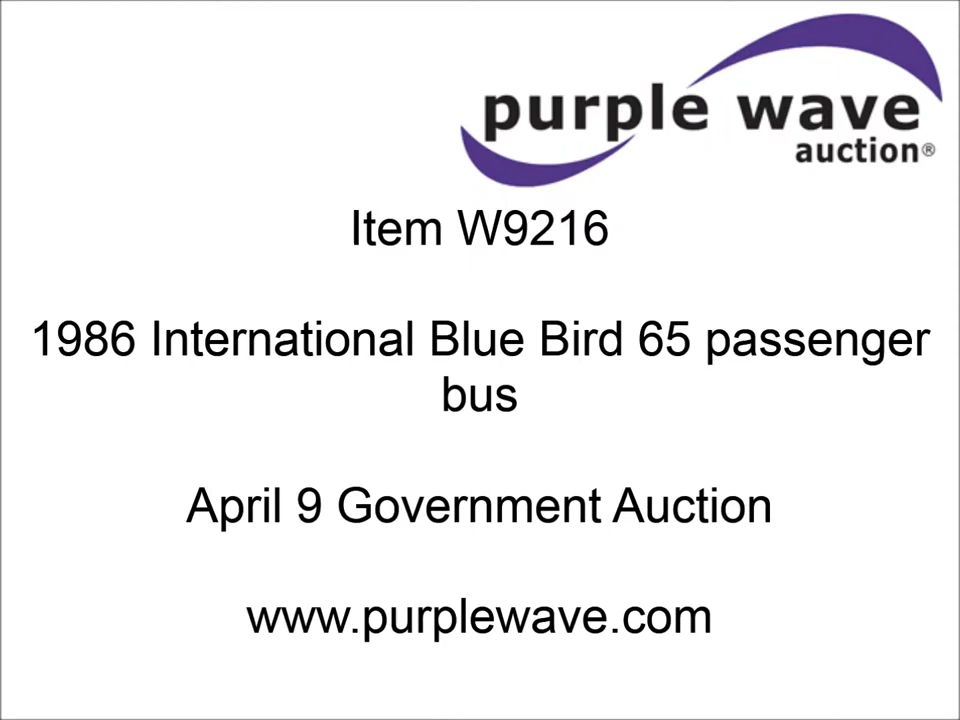 purple wave
auction®
Item W9216
1986 International Blue Bird 65 passenger
bus
April 9 Government Auction
www.purplewave.com